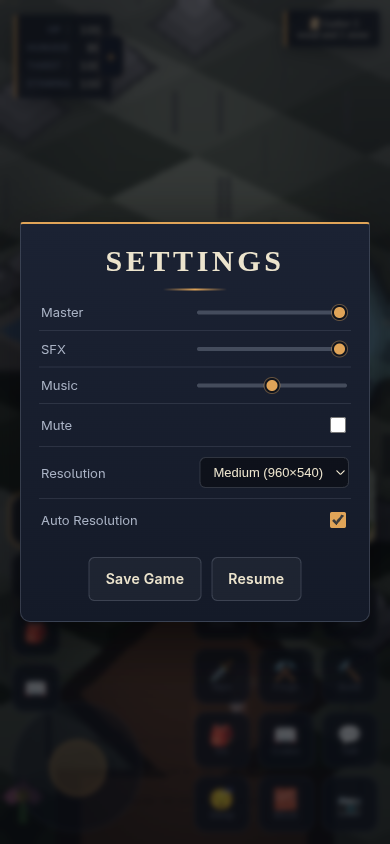 SETTINGS
Master
SFX
Music
Mute
Resolution Medium (960×540)
Auto Resolution
Save Game Resume